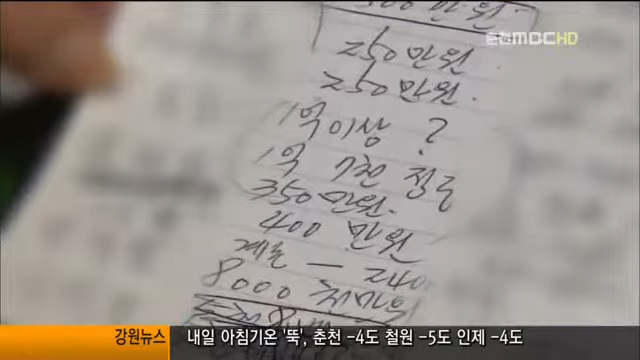 춘천MBC HD
250만원
250만원.
1억이상 ?
1억 7천 정도
350만원.
400 만원
계돈 — 240
8000
강원뉴스 내일 아침기온 '뚝', 춘천 -4도 철원 -5도 인제 -4도